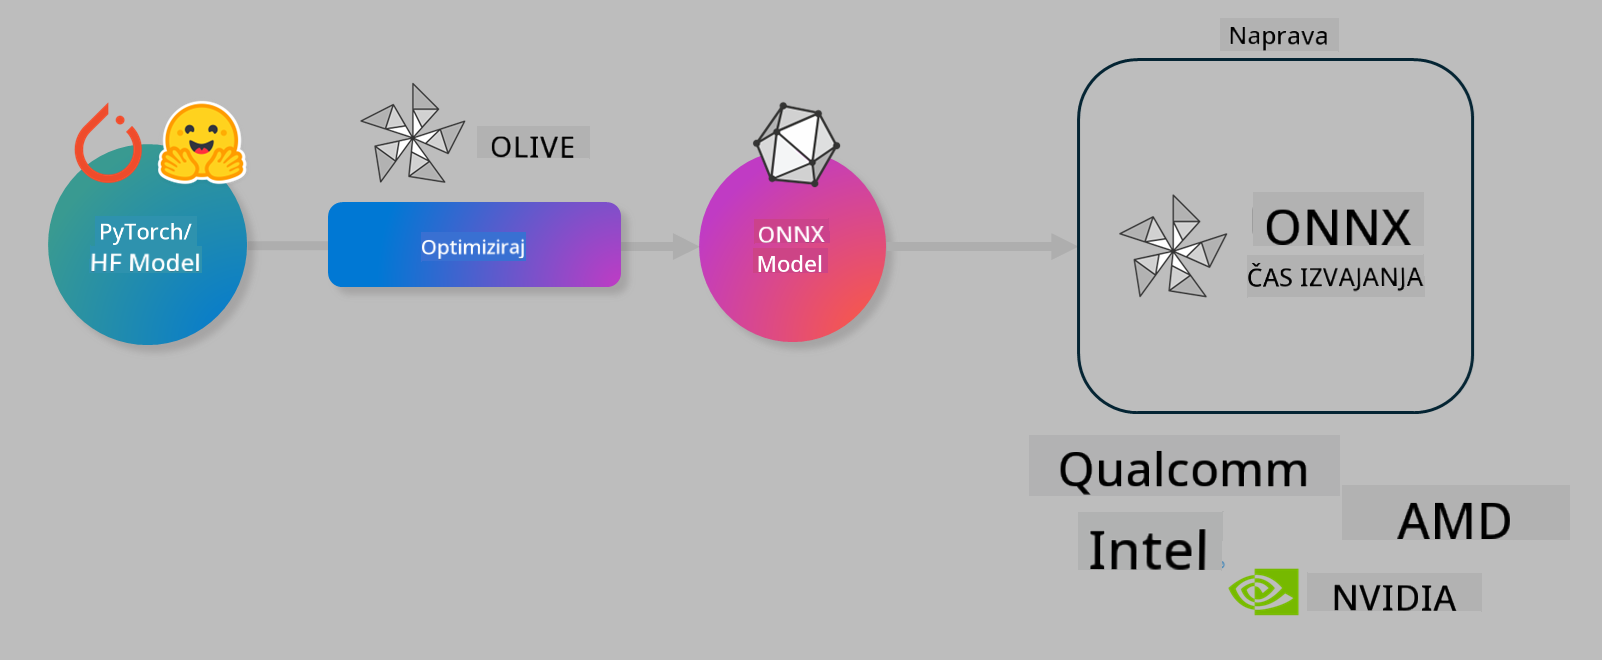 Naprava
OLIVE
PyTorch/
HF Model
Optimiziraj
ONNX
Model
ONNX
ČAS IZVAJANJA
Qualcomm
AMD
Intel
NVIDIA